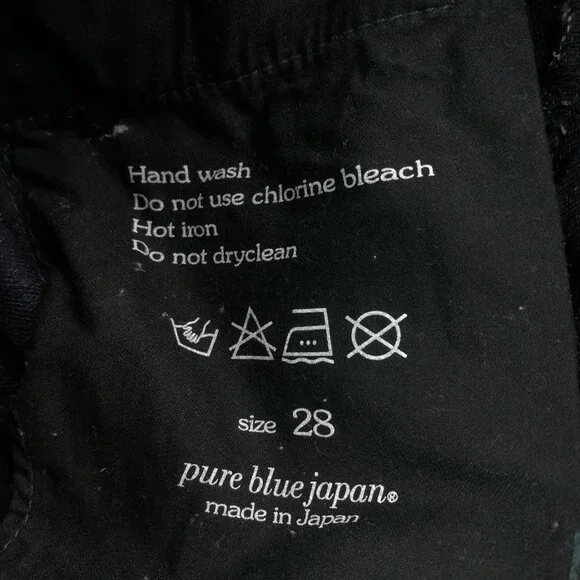 Hand wash
Do not use chlorine bleach
Hot iron
Do not dryclean
size 28
pure blue japan®
made in Japan